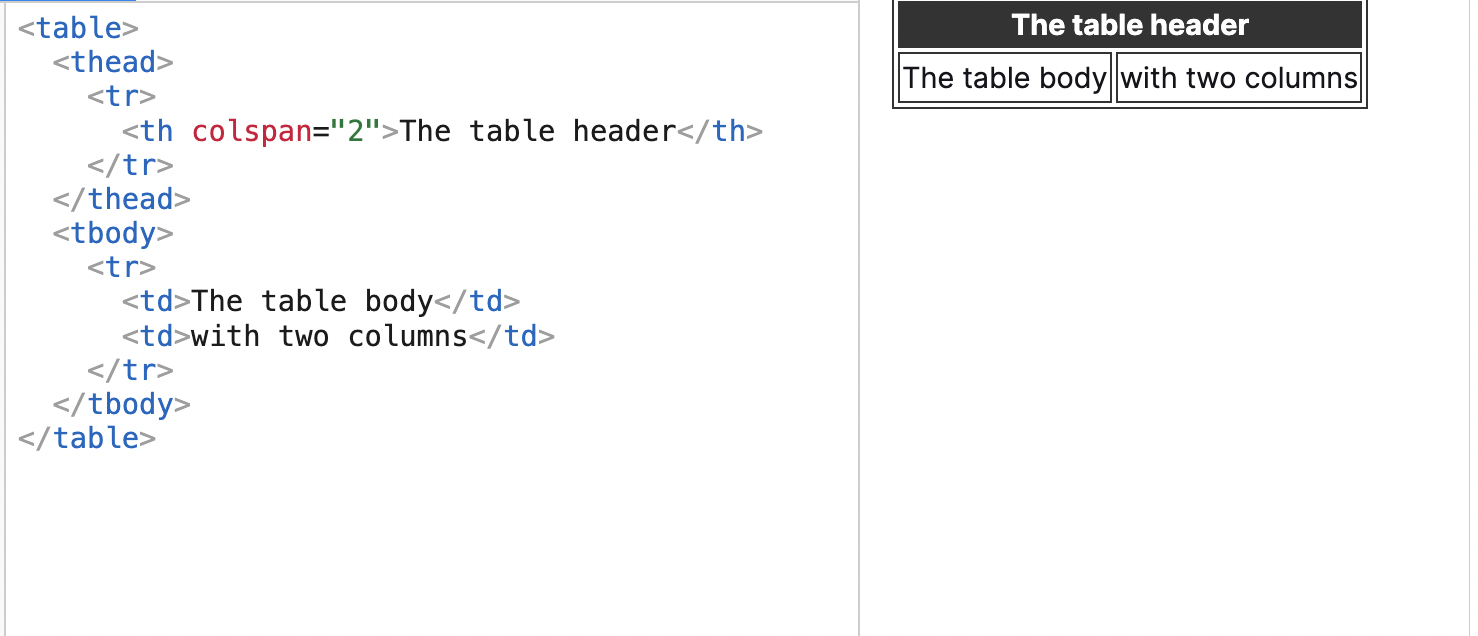 <table>
  <thead>
    <tr>
      <th colspan="2">The table header</th>
    </tr>
  </thead>
  <tbody>
    <tr>
      <td>The table body</td>
      <td>with two columns</td>
    </tr>
  </tbody>
</table>
The table header
The table body with two columns